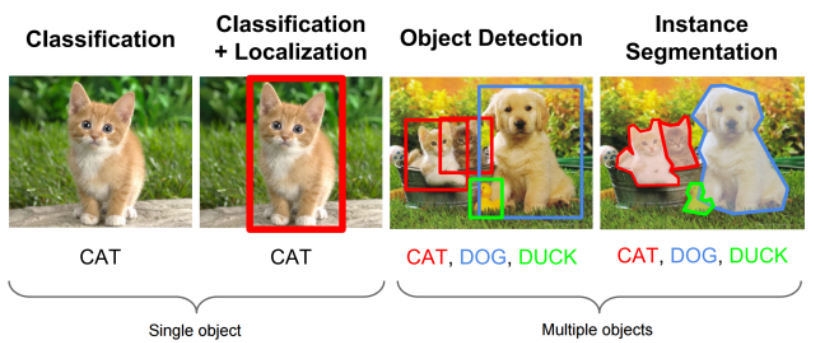 Classification
Classification
+ Localization
Object Detection
Instance
Segmentation
CAT
CAT
CAT, DOG, DUCK
CAT, DOG, DUCK
Single object
Multiple objects